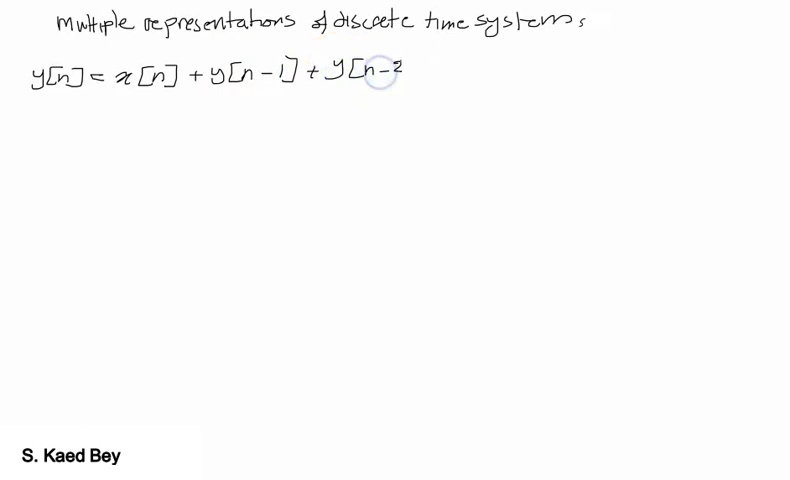 Multiple representations of discrete time systems
y[n] = x[n] + y[n-1] + y[n-2
S. Kaed Bey